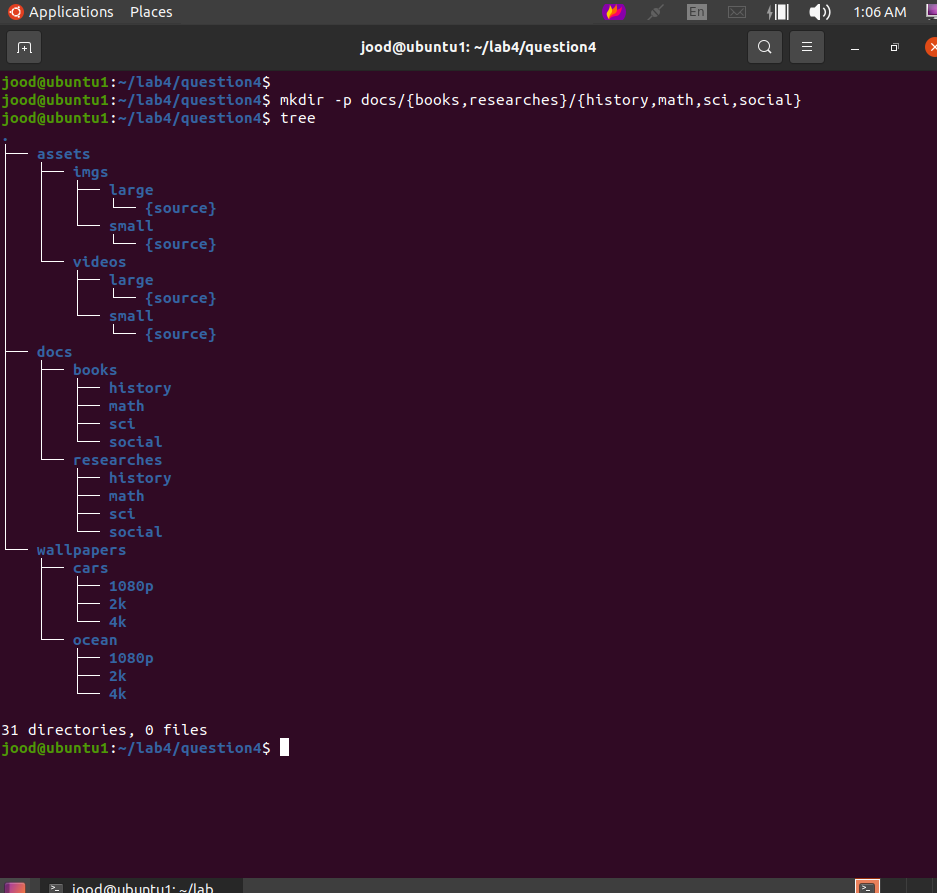 Applications Places En 1:06 AM
jood@ubuntu1: ~/lab4/question4
jood@ubuntu1:~/lab4/question4$
jood@ubuntu1:~/lab4/question4$ mkdir -p docs/{books,researches}/{history,math,sci,social}
jood@ubuntu1:~/lab4/question4$ tree
.
├── assets
│   ├── imgs
│   │   ├── large
│   │   │   └── {source}
│   │   └── small
│   │       └── {source}
│   └── videos
│       ├── large
│       │   └── {source}
│       └── small
│           └── {source}
├── docs
│   ├── books
│   │   ├── history
│   │   ├── math
│   │   ├── sci
│   │   └── social
│   └── researches
│       ├── history
│       ├── math
│       ├── sci
│       └── social
└── wallpapers
    ├── cars
    │   ├── 1080p
    │   ├── 2k
    │   └── 4k
    └── ocean
        ├── 1080p
        ├── 2k
        └── 4k
31 directories, 0 files
jood@ubuntu1:~/lab4/question4$
jood@ubuntu1: ~/lab